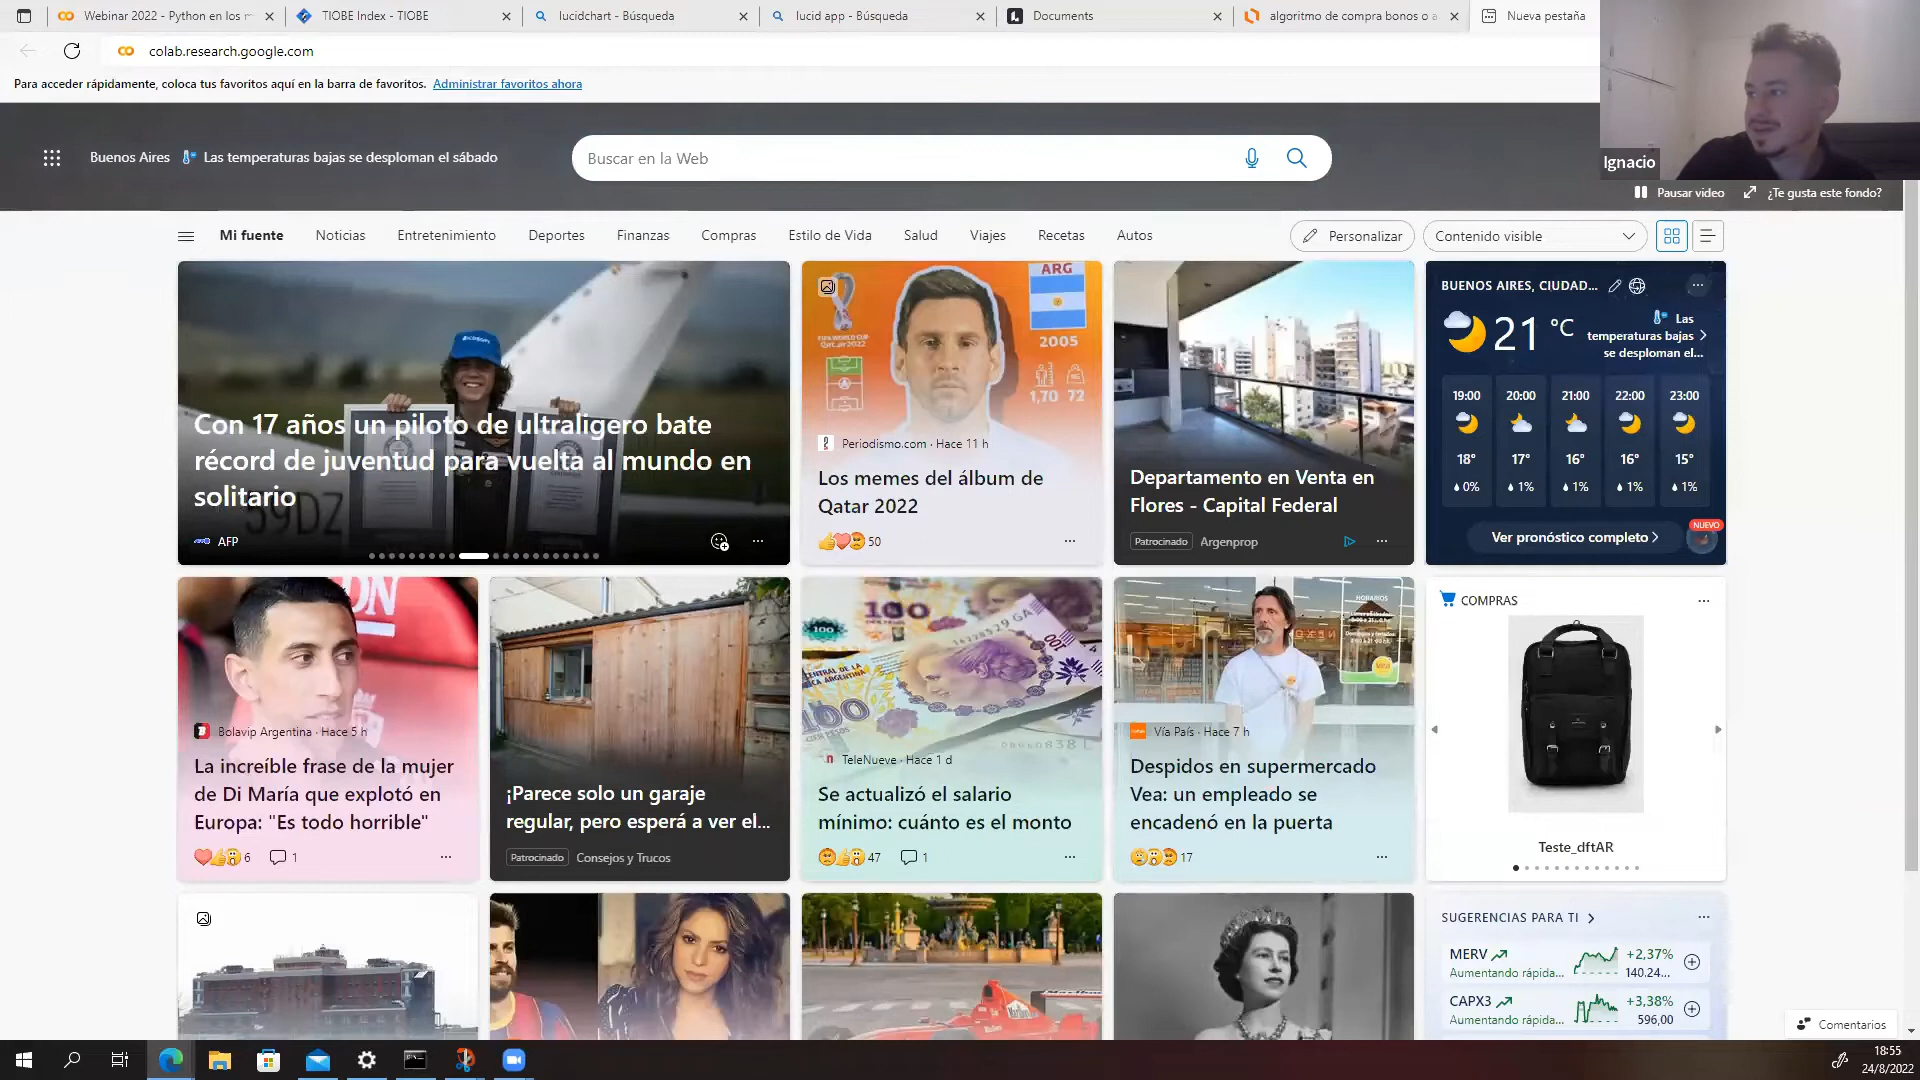 Webinar 2022 - Python en los m
TIOBE Index - TIOBE
lucidchart - Búsqueda
lucid app - Búsqueda
Documents
algoritmo de compra bonos o a
Nueva pestaña
colab.research.google.com
Para acceder rápidamente, coloca tus favoritos aquí en la barra de favoritos. Administrar favoritos ahora
Ignacio
Buenos Aires
Las temperaturas bajas se desploman el sábado
Buscar en la Web
Pausar video
¿Te gusta este fondo?
Mi fuente
Noticias
Entretenimiento
Deportes
Finanzas
Compras
Estilo de Vida
Salud
Viajes
Recetas
Autos
Personalizar
Contenido visible
Con 17 años un piloto de ultraligero bate
récord de juventud para vuelta al mundo en
solitario
AFP
ARG
2005
1,70 72
Periodismo.com · Hace 11 h
Los memes del álbum de
Qatar 2022
50
Departamento en Venta en
Flores - Capital Federal
Patrocinado
Argenprop
BUENOS AIRES, CIUDAD...
21 °C
Las
temperaturas bajas
se desploman el...
19:00 20:00 21:00 22:00 23:00
18° 17° 16° 16° 15°
0% 1% 1% 1% 1%
Ver pronóstico completo
NUEVO
Bolavip Argentina · Hace 5 h
La increíble frase de la mujer
de Di María que explotó en
Europa: "Es todo horrible"
6
1
¡Parece solo un garaje
regular, pero esperá a ver el...
Patrocinado
Consejos y Trucos
100
100
100
TeleNueve · Hace 1 d
Se actualizó el salario
mínimo: cuánto es el monto
47
1
HORARIOS
Vía País · Hace 7 h
Despidos en supermercado
Vea: un empleado se
encadenó en la puerta
17
COMPRAS
Teste_dftAR
SUGERENCIAS PARA TI
MERV
+2,37%
Aumentando rápida...
140.24...
CAPX3
+3,38%
Aumentando rápida...
596,00
Marlboro
Comentarios
18:55
24/8/2022